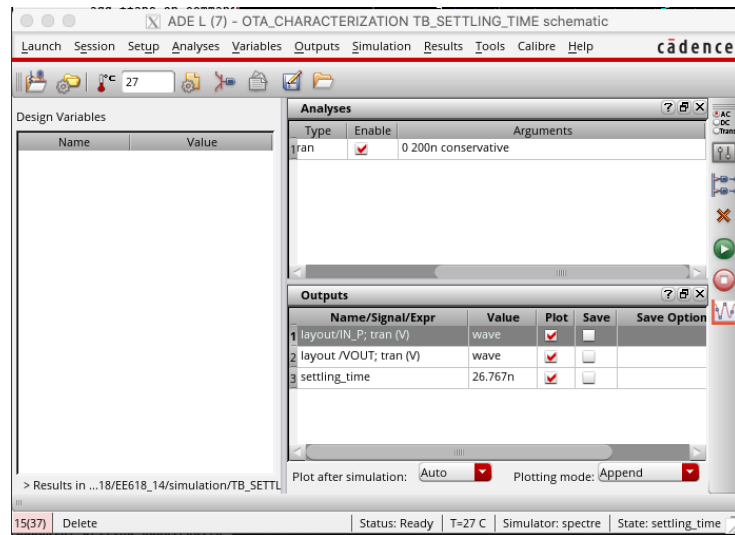 ADE L (7) - OTA_CHARACTERIZATION TB_SETTLING_TIME schematic
Launch Session Setup Analyses Variables Outputs Simulation Results Tools Calibre Help cādence
°C 27
Design Variables
Name Value
Analyses
Type Enable Arguments
1 tran 0 200n conservative
AC
DC
Trans
Outputs
Name/Signal/Expr Value Plot Save Save Option
1 layout/IN_P; tran (V) wave
2 layout /VOUT; tran (V) wave
3 settling_time 26.767n
Plot after simulation: Auto Plotting mode: Append
> Results in ...18/EE618_14/simulation/TB_SETTL
15(37) Delete Status: Ready T=27 C Simulator: spectre State: settling_time